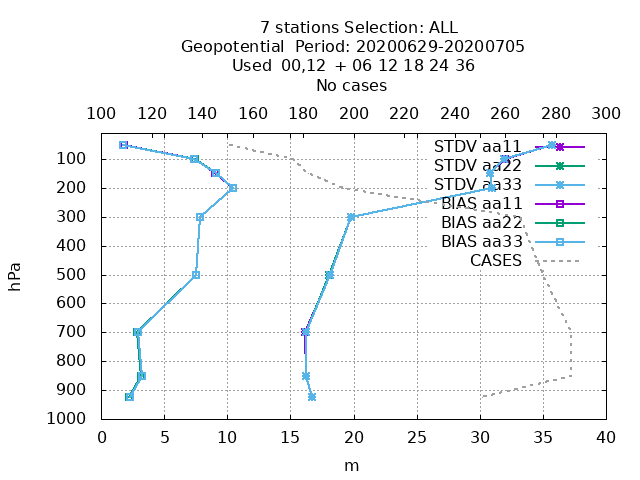 7 stations Selection: ALL
Geopotential  Period: 20200629-20200705
Used  00,12  + 06 12 18 24 36
No cases
100 120 140 160 180 200 220 240 260 280 300
STDV aa11
100
STDV aa22
200
STDV aa33
BIAS aa11
300
BIAS aa22
400
BIAS aa33
CASES
500
hPa
600
700
800
900
1000
0 5 10 15 20 25 30 35 40
m